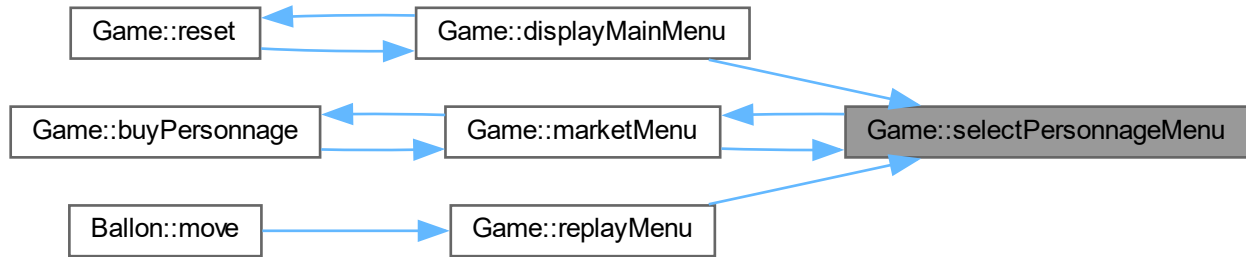 Game::reset
Game::displayMainMenu
Game::buyPersonnage
Game::marketMenu
Game::selectPersonnageMenu
Ballon::move
Game::replayMenu